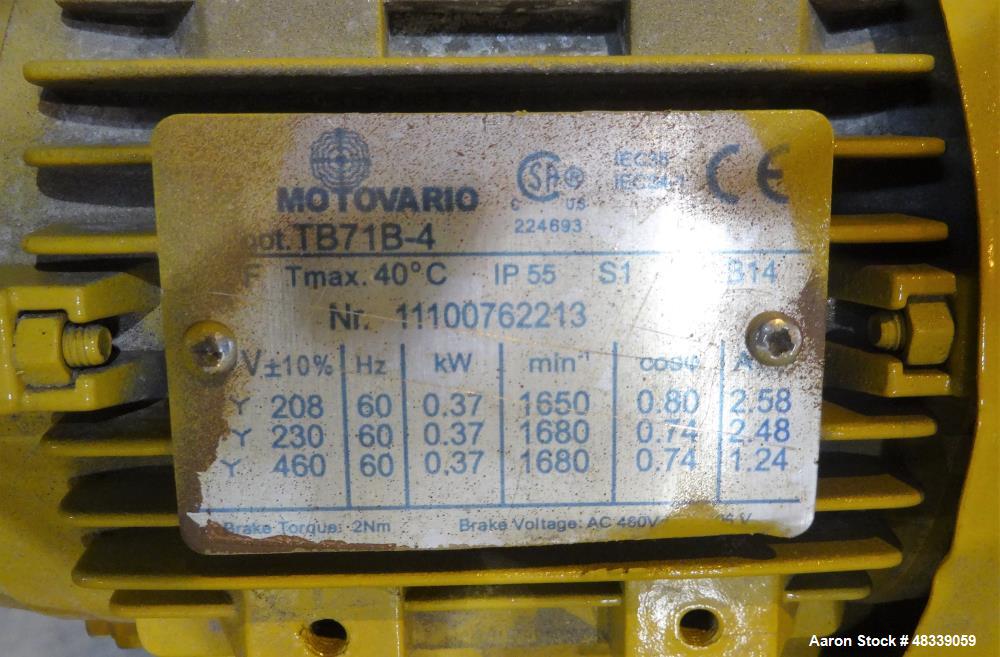 MOTOVARIO
CSA ® C US
224693
CE
IEC
IEC
TB71B-4
F Tmax. 40°C IP 55 S1 B14
Nr. 11100762213
V±10% Hz kW min⁻¹ cosφ A
Y 208 60 0.37 1650 0.80 2.58
Y 230 60 0.37 1680 0.74 2.48
Y 460 60 0.37 1680 0.74 1.24
Brake Torque: 2Nm Brake Voltage: AC 460V V
Aaron Stock # 48339059